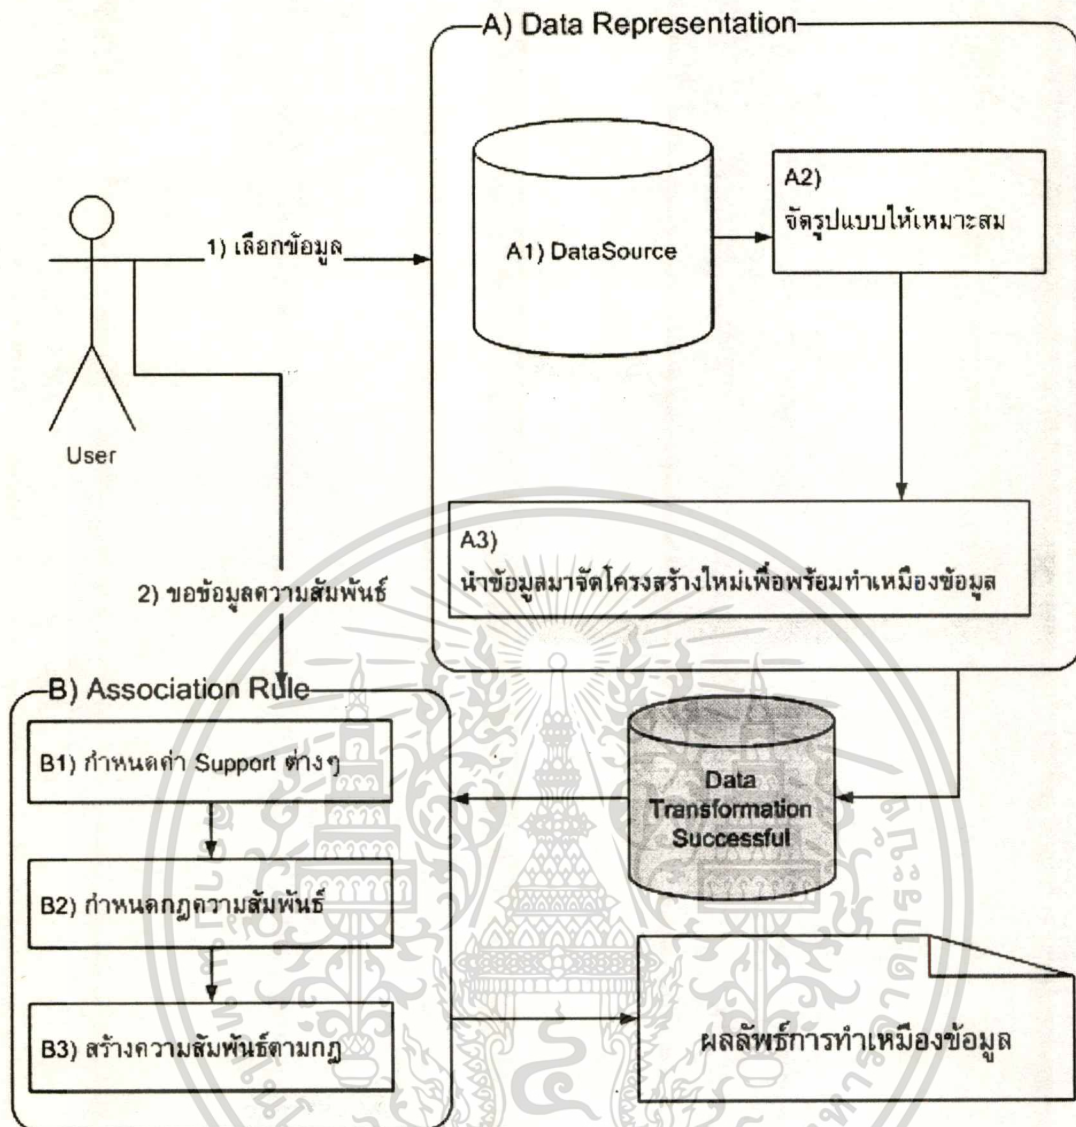 A) Data Representation
A1) DataSource
A2)
จัดรูปแบบให้เหมาะสม
1) เลือกข้อมูล
User
A3)
นำข้อมูลมาจัดโครงสร้างใหม่เพื่อพร้อมทำเหมืองข้อมูล
2) ขอข้อมูลความสัมพันธ์
B) Association Rule
B1) กำหนดค่า Support ต่างๆ
B2) กำหนดกฎความสัมพันธ์
B3) สร้างความสัมพันธ์ตามกฎ
Data
Transformation
Successful
ผลลัพธ์การทำเหมืองข้อมูล